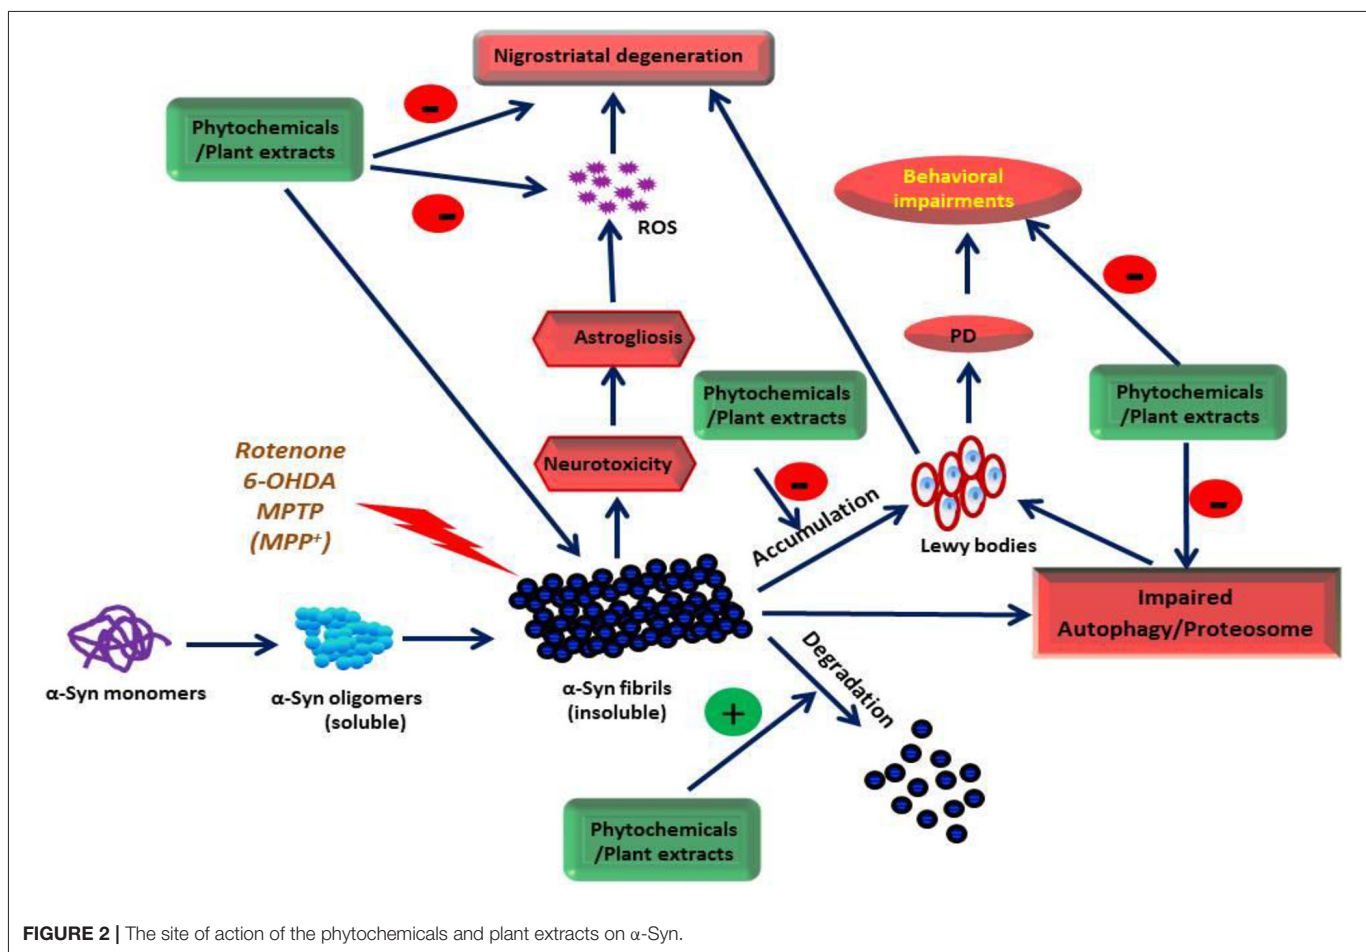 Nigrostriatal degeneration
-
Phytochemicals
/Plant extracts
-
ROS
Behavioral
impairments
-
Astrogliosis
PD
Phytochemicals
/Plant extracts
Phytochemicals
/Plant extracts
Rotenone
6-OHDA
MPTP
(MPP⁺)
Neurotoxicity
-
-
Accumulation
Lewy bodies
Impaired
Autophagy/Proteosome
α-Syn monomers
α-Syn oligomers
(soluble)
α-Syn fibrils
(insoluble)
Degradation
+
Phytochemicals
/Plant extracts
FIGURE 2 | The site of action of the phytochemicals and plant extracts on α-Syn.